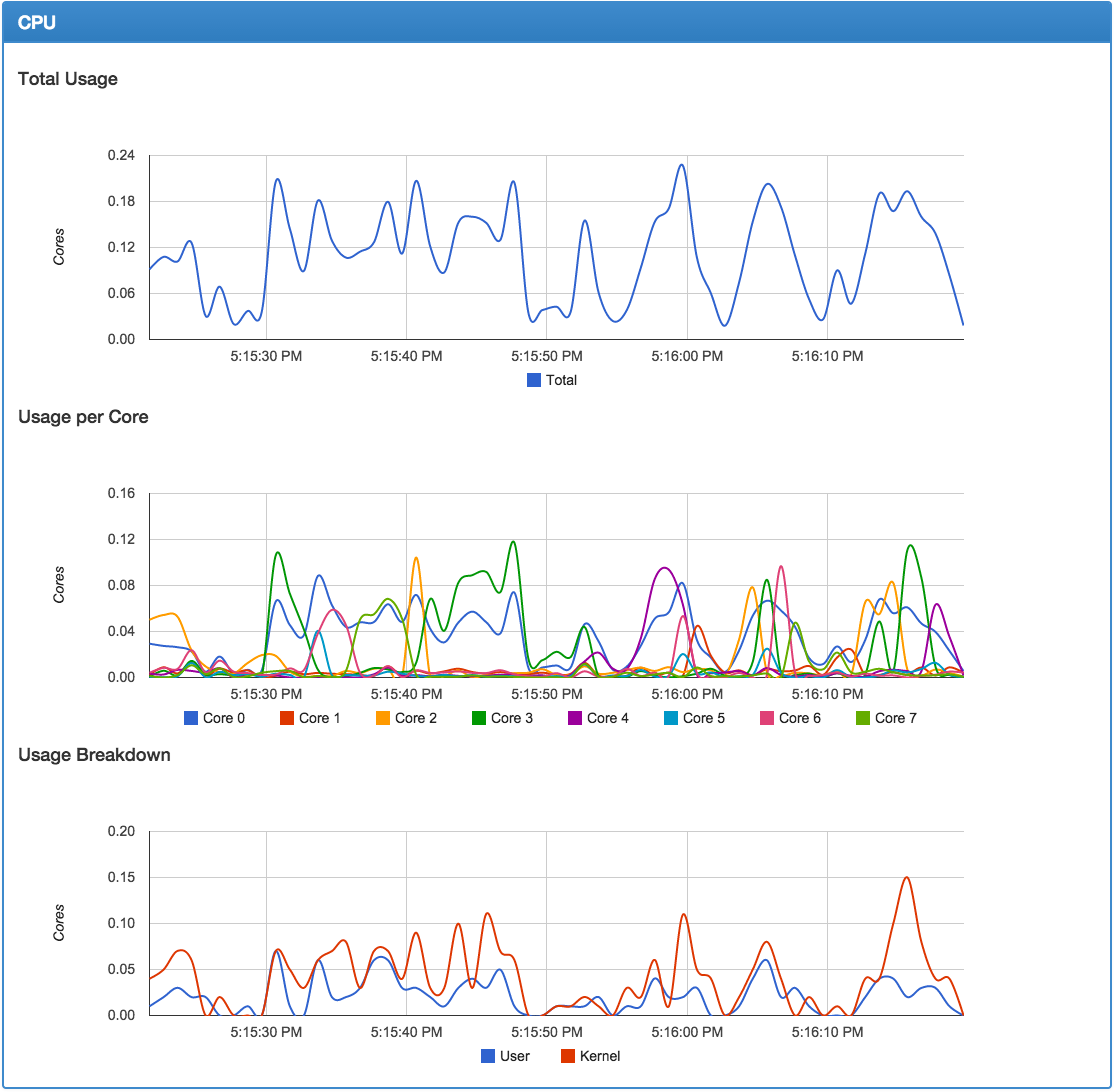 CPU
Total Usage
0.24
0.18
0.12
0.06
0.00
Cores
5:15:30 PM 5:15:40 PM 5:15:50 PM 5:16:00 PM 5:16:10 PM
Total
Usage per Core
0.16
0.12
0.08
0.04
0.00
Cores
5:15:30 PM 5:15:40 PM 5:15:50 PM 5:16:00 PM 5:16:10 PM
Core 0 Core 1 Core 2 Core 3 Core 4 Core 5 Core 6 Core 7
Usage Breakdown
0.20
0.15
0.10
0.05
0.00
Cores
5:15:30 PM 5:15:40 PM 5:15:50 PM 5:16:00 PM 5:16:10 PM
User Kernel